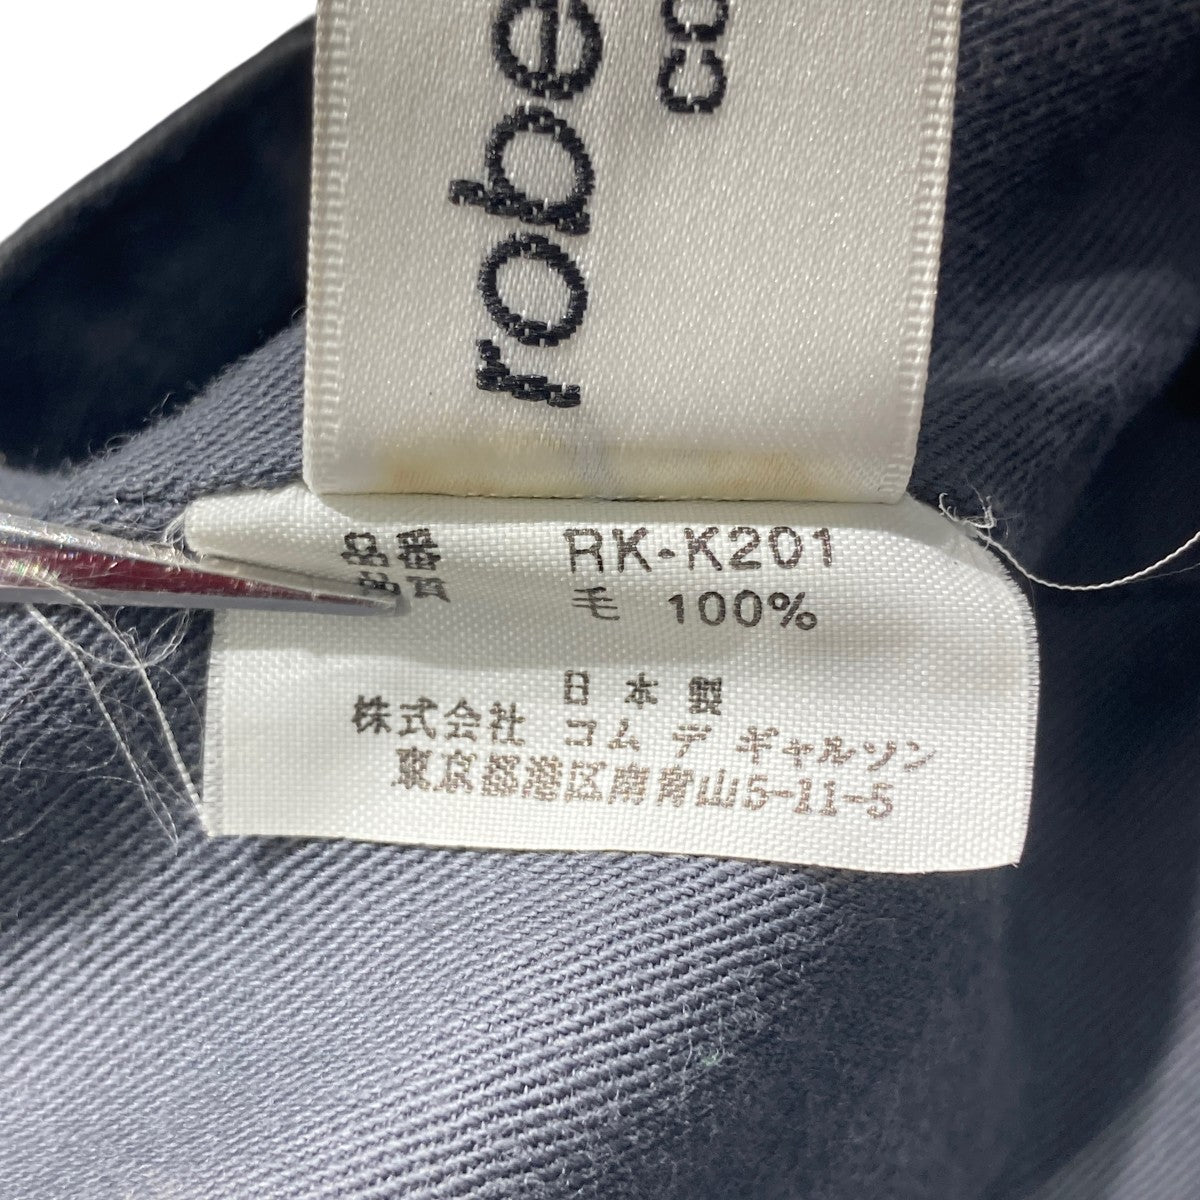 robe
co
品番 RK-K201
品質 毛 100%
日本製
株式会社 コム デ ギャルソン
東京都港区南青山5-11-5